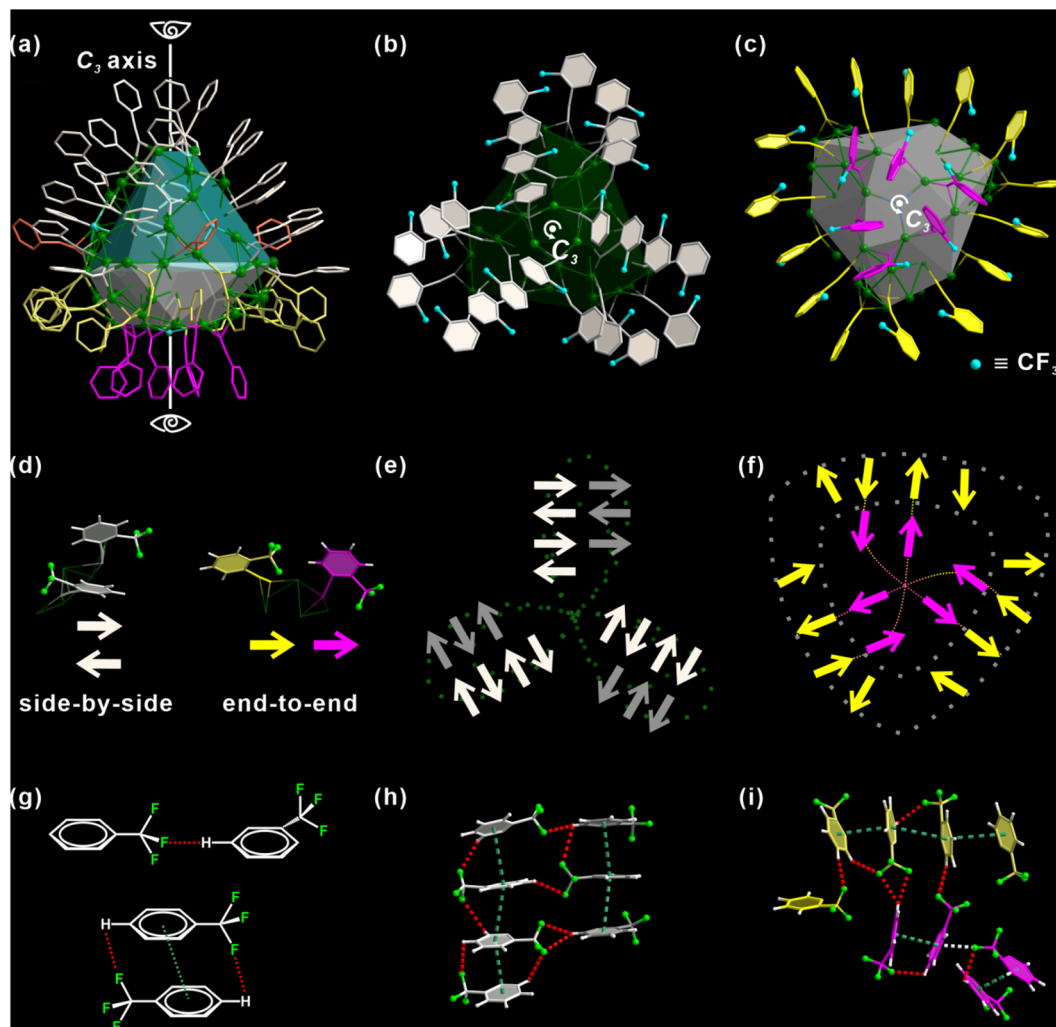 (a)
C₃ axis
(b)
C₃
(c)
C₃
≡ CF₃
(d)
side-by-side
end-to-end
(e)
(f)
(g)
F
F
F
H
F
F
F
H
F
F
F
F
F
F
H
(h)
(i)